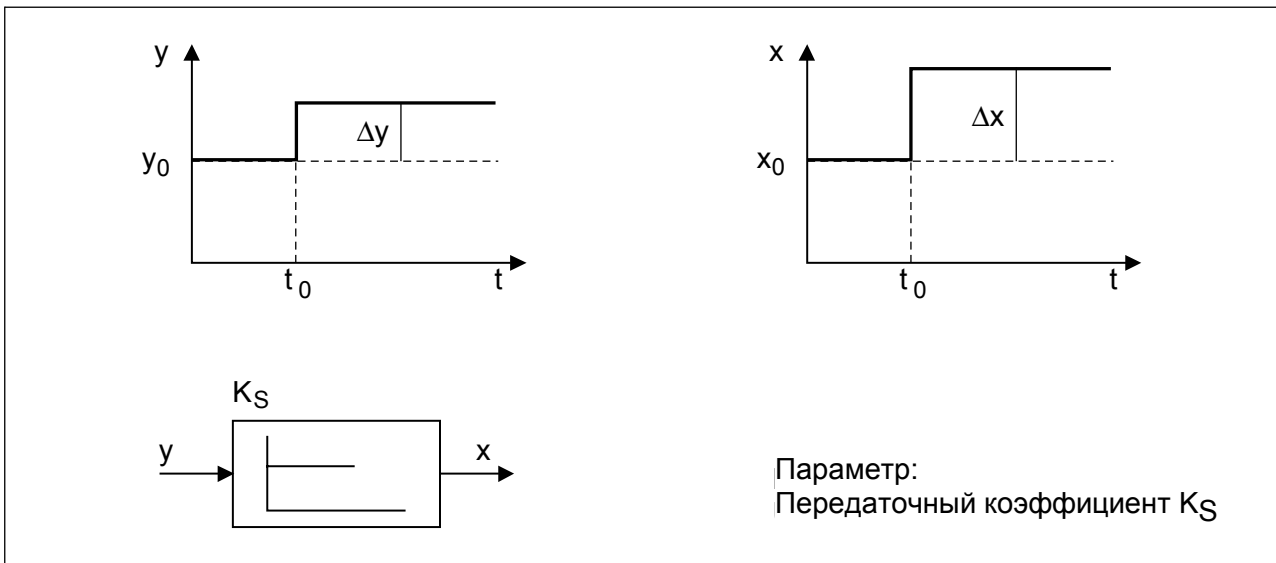 y
Δy
y0
t0
t
x
Δx
x0
t0
t
KS
y
x
Параметр:
Передаточный коэффициент KS